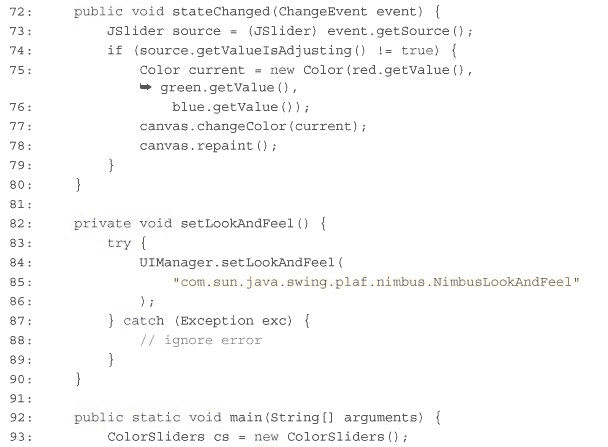 72:     public void stateChanged(ChangeEvent event) {
73:         JSlider source = (JSlider) event.getSource();
74:         if (source.getValueIsAdjusting() != true) {
75:             Color current = new Color(red.getValue(),
                ➥ green.getValue(),
76:                 blue.getValue());
77:             canvas.changeColor(current);
78:             canvas.repaint();
79:         }
80:     }
81:
82:     private void setLookAndFeel() {
83:         try {
84:             UIManager.setLookAndFeel(
85:                 "com.sun.java.swing.plaf.nimbus.NimbusLookAndFeel"
86:             );
87:         } catch (Exception exc) {
88:             // ignore error
89:         }
90:     }
91:
92:     public static void main(String[] arguments) {
93:         ColorSliders cs = new ColorSliders();